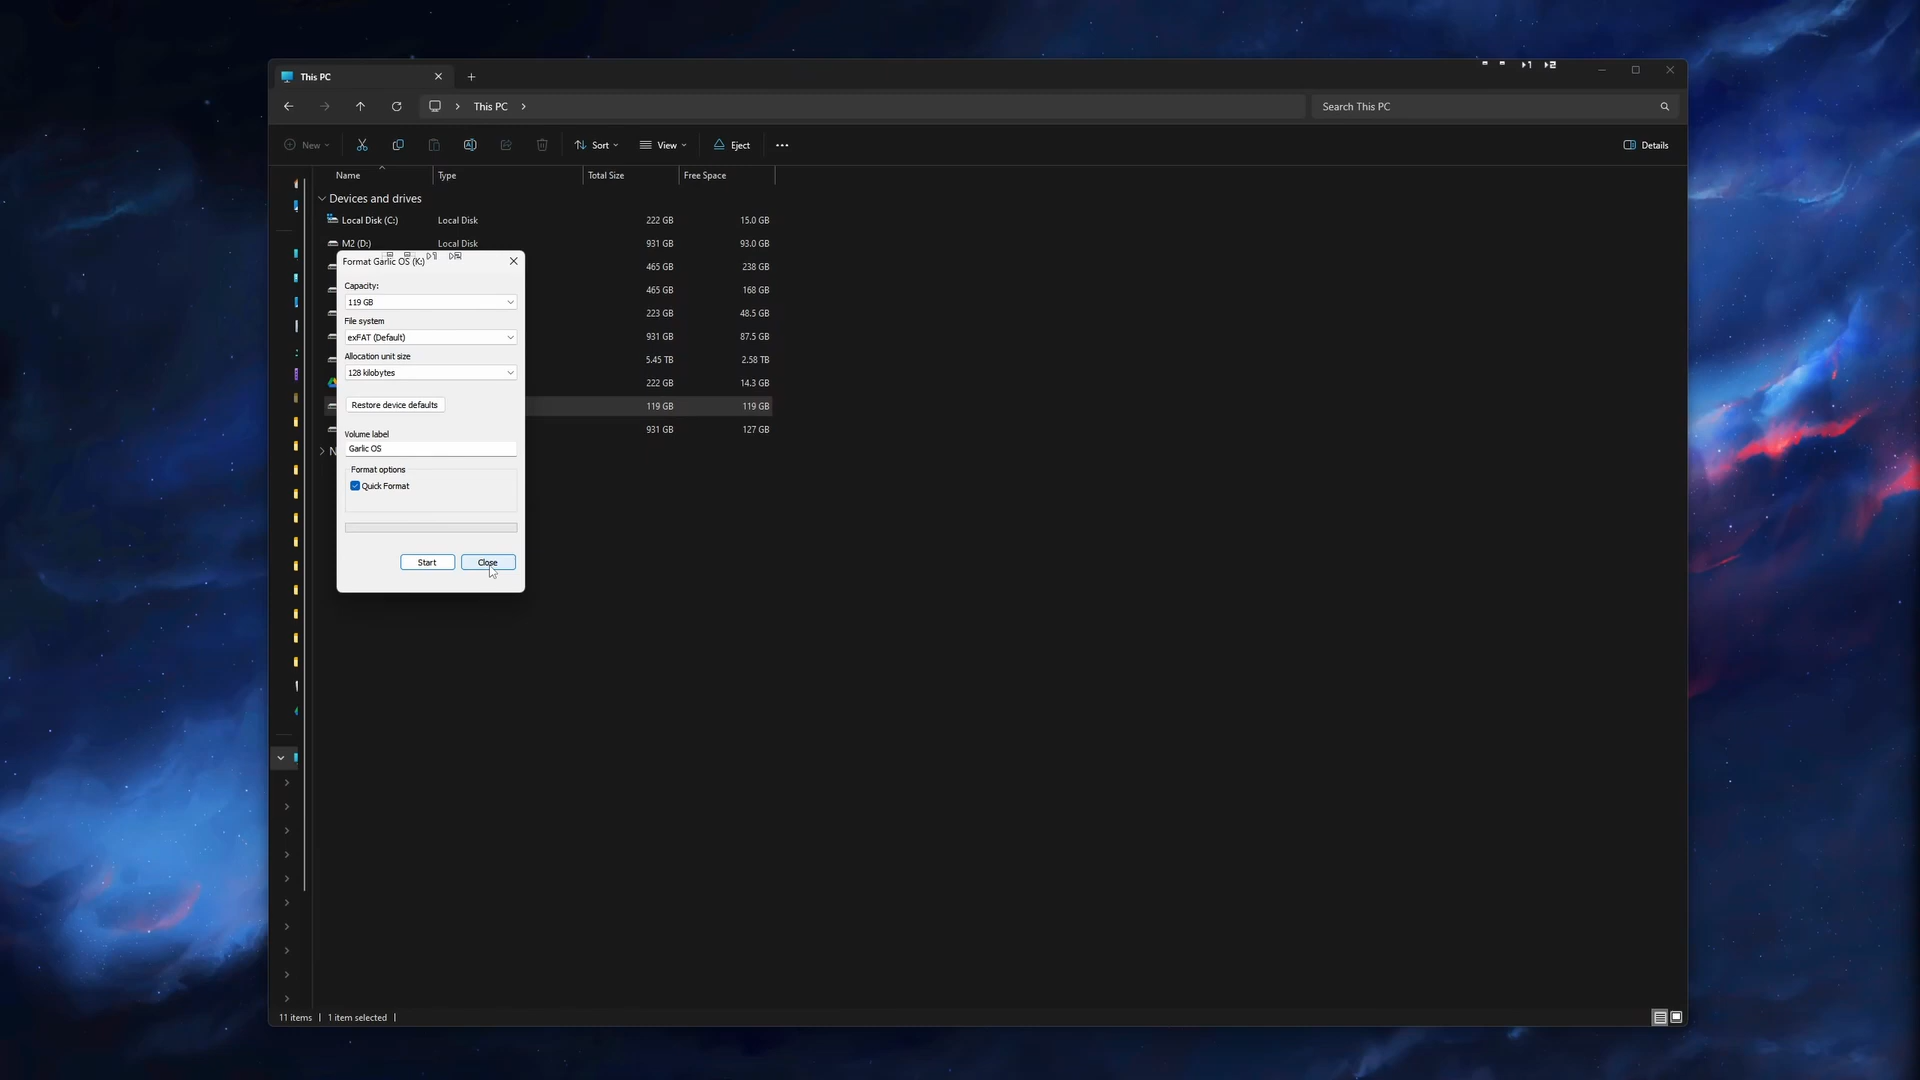 This PC
This PC
Search This PC
New
Sort
View
Eject
Details
Name Type Total Size Free Space
Devices and drives
Local Disk (C:) Local Disk 222 GB 15.0 GB
M2 (D:) Local Disk 931 GB 93.0 GB
465 GB 238 GB
465 GB 168 GB
223 GB 48.5 GB
931 GB 87.5 GB
5.45 TB 2.58 TB
222 GB 14.3 GB
119 GB 119 GB
931 GB 127 GB
N
Format Garlic OS (K:)
Capacity:
119 GB
File system
exFAT (Default)
Allocation unit size
128 kilobytes
Restore device defaults
Volume label
Garlic OS
Format options
Quick Format
Start Close
11 items 1 item selected